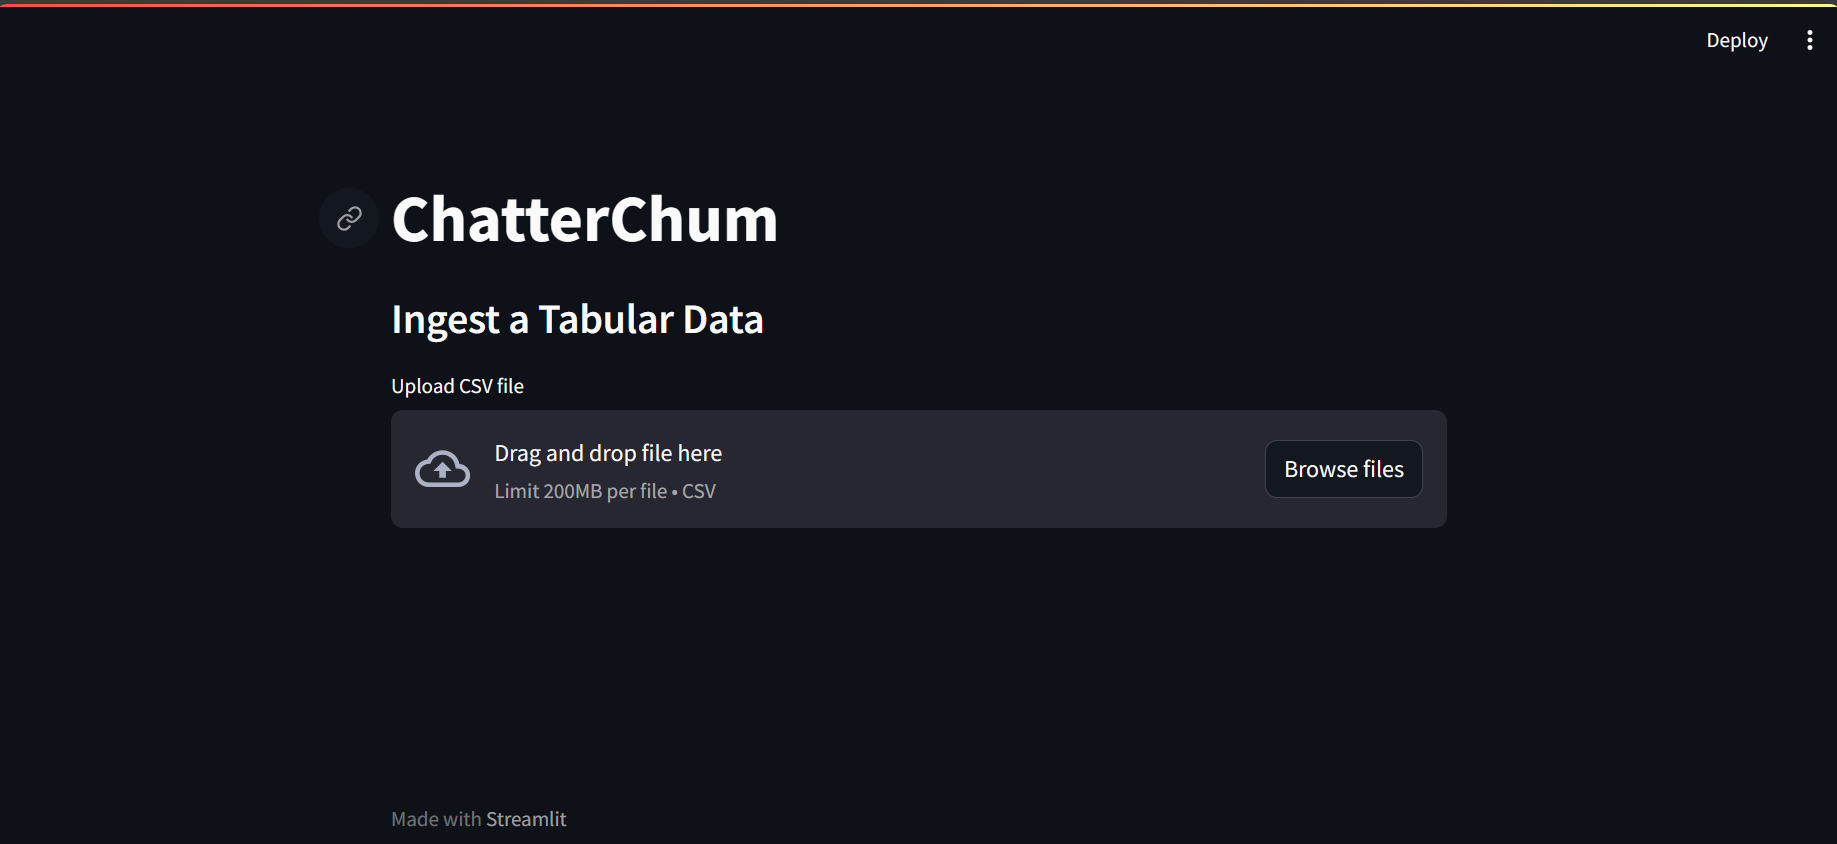 Deploy
ChatterChum
Ingest a Tabular Data
Upload CSV file
Drag and drop file here
Limit 200MB per file • CSV
Browse files
Made with Streamlit